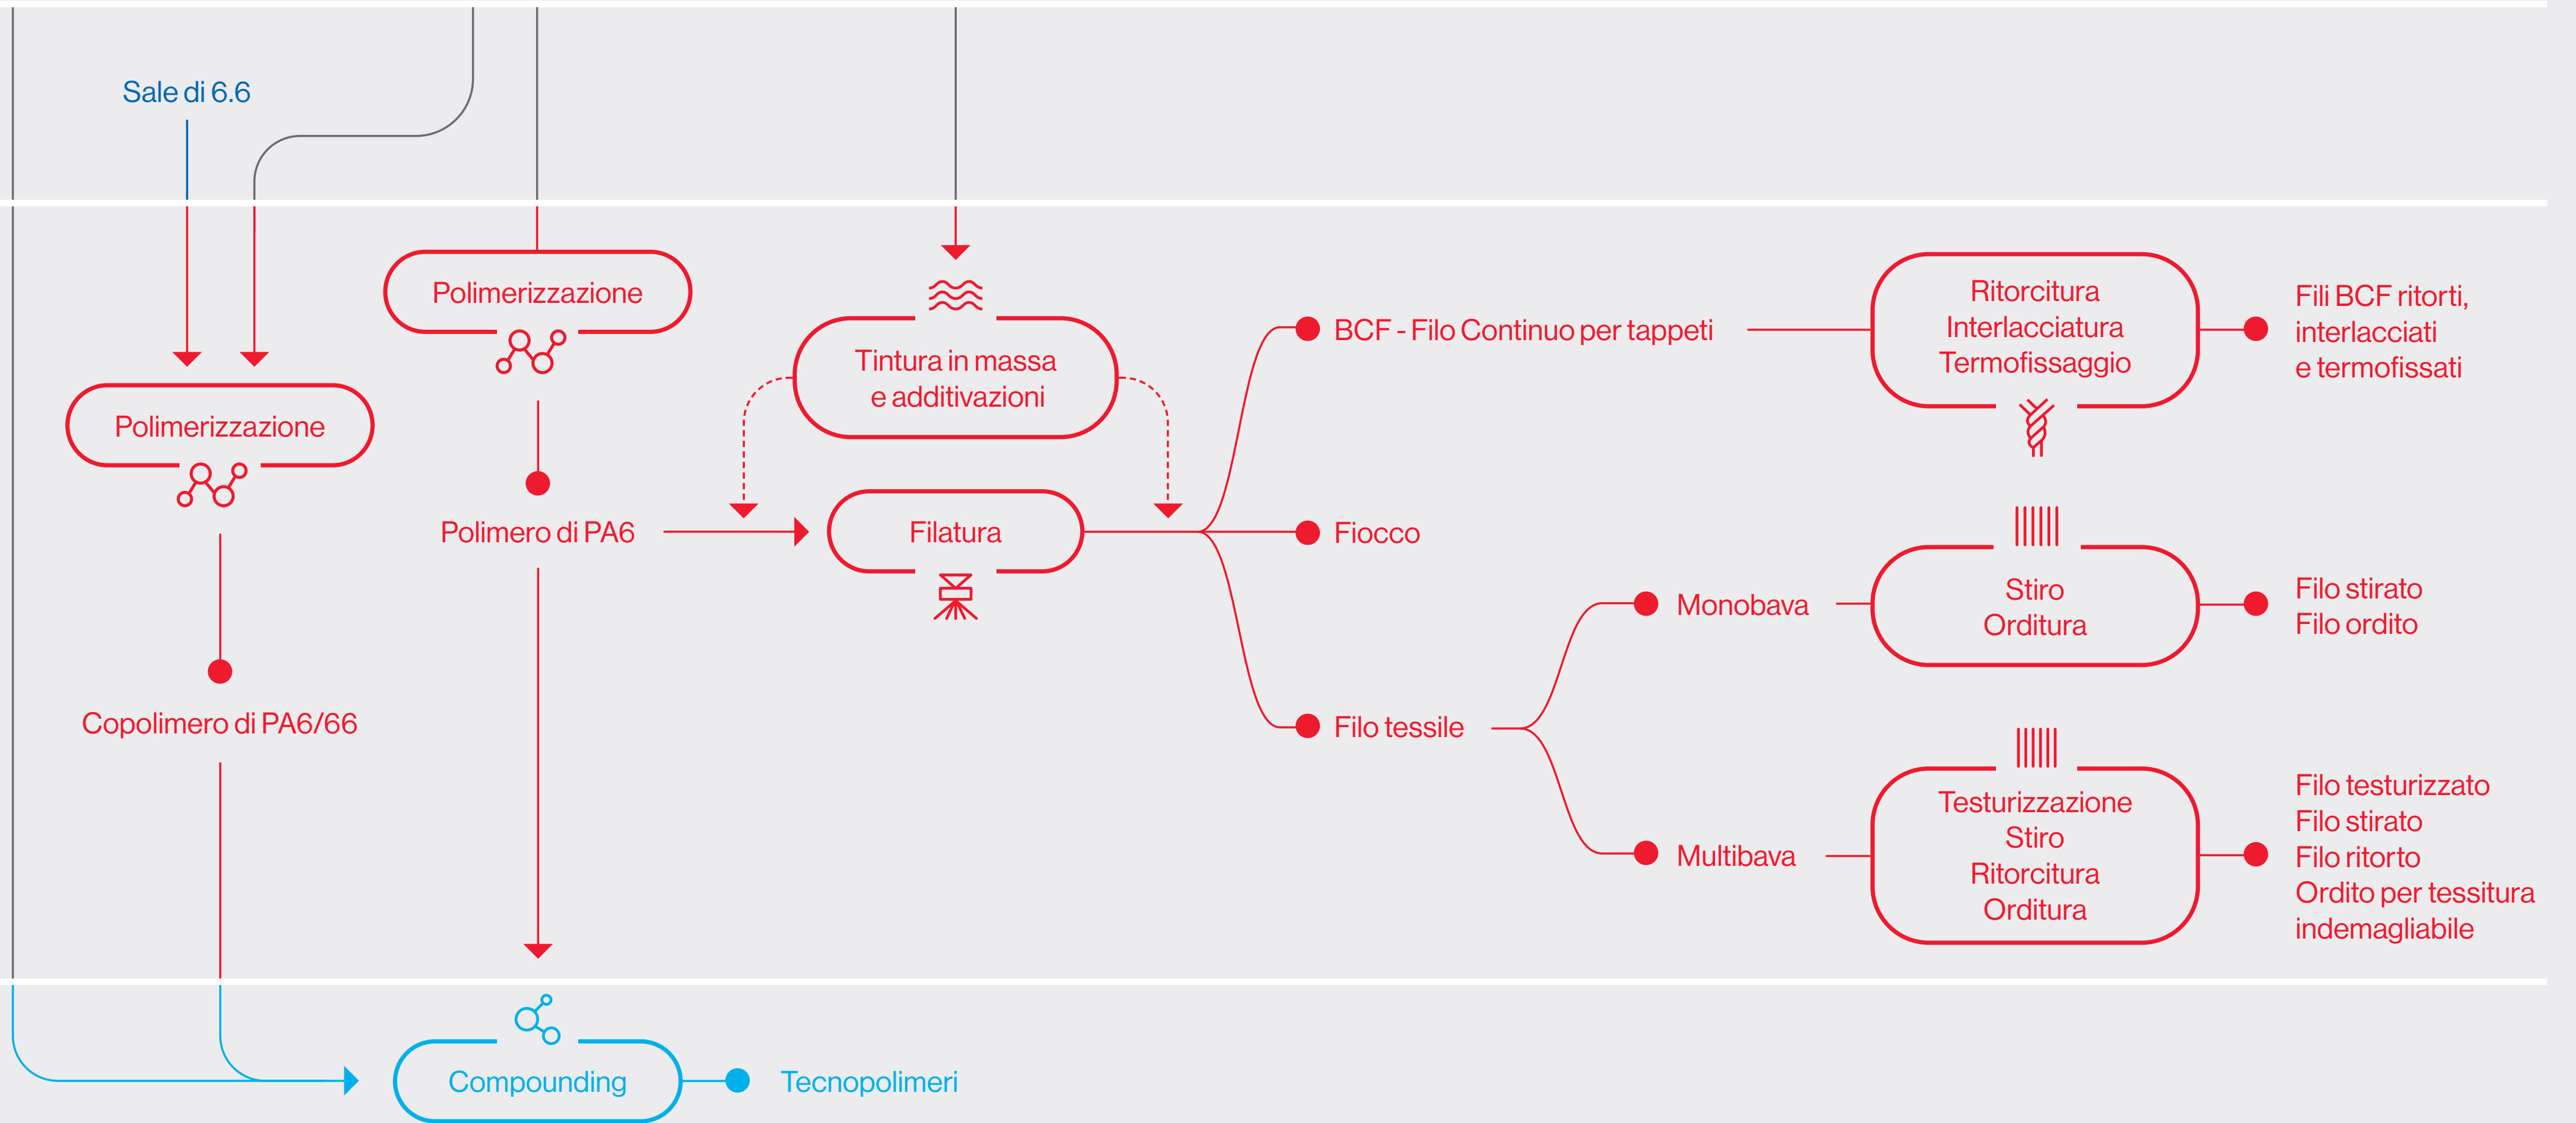 Sale di 6.6
Polimerizzazione
Copolimero di PA6/66
Polimerizzazione
Polimero di PA6
Tintura in massa
e additivazioni
Filatura
BCF - Filo Continuo per tappeti
Ritorcitura
Interlacciatura
Termofissaggio
Fili BCF ritorti,
interlacciati
e termofissati
Fiocco
Filo tessile
Monobava
Stiro
Orditura
Filo stirato
Filo ordito
Multibava
Testurizzazione
Stiro
Ritorcitura
Orditura
Filo testurizzato
Filo stirato
Filo ritorto
Ordito per tessitura
indemagliabile
Compounding
Tecnopolimeri